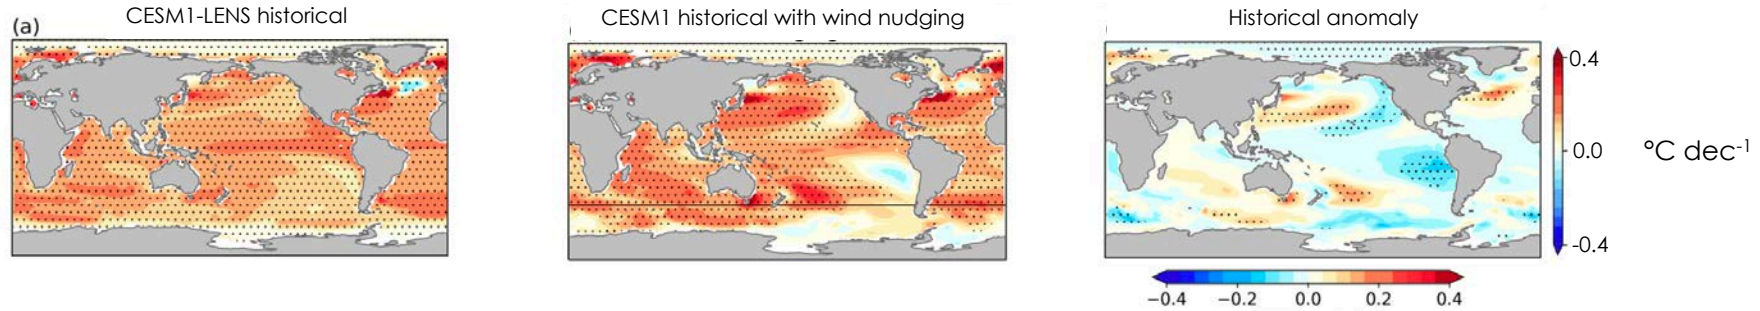 CESM1-LENS historical
CESM1 historical with wind nudging
Historical anomaly
(a)
0.4
0.0
-0.4
°C dec-1
−0.4 −0.2 0.0 0.2 0.4